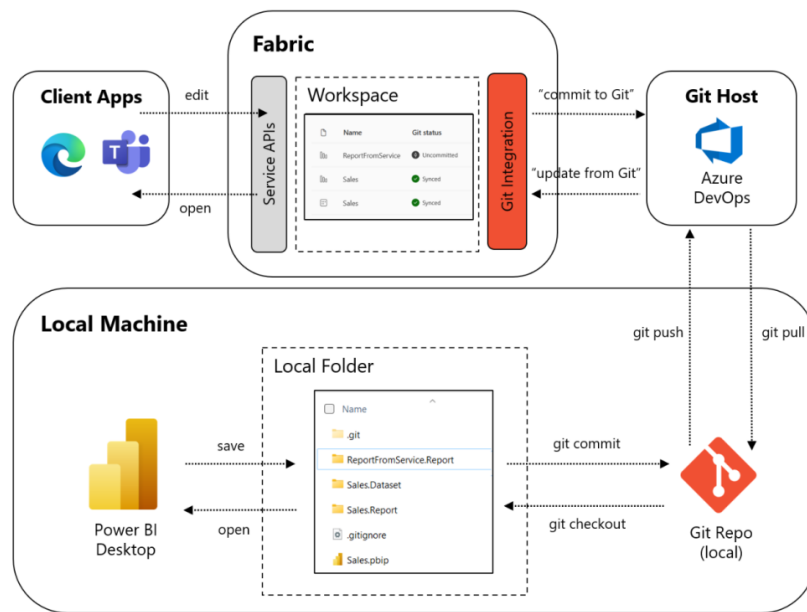 Fabric
Client Apps
edit
open
Service APIs
Workspace
Name Git status
ReportFromService Uncommitted
Sales Synced
Sales Synced
Git Integration
"commit to Git"
"update from Git"
Git Host
Azure
DevOps
Local Machine
git push
git pull
Local Folder
Name
.git
ReportFromService.Report
Sales.Dataset
Sales.Report
.gitignore
Sales.pbip
save
open
Power BI
Desktop
git commit
git checkout
Git Repo
(local)